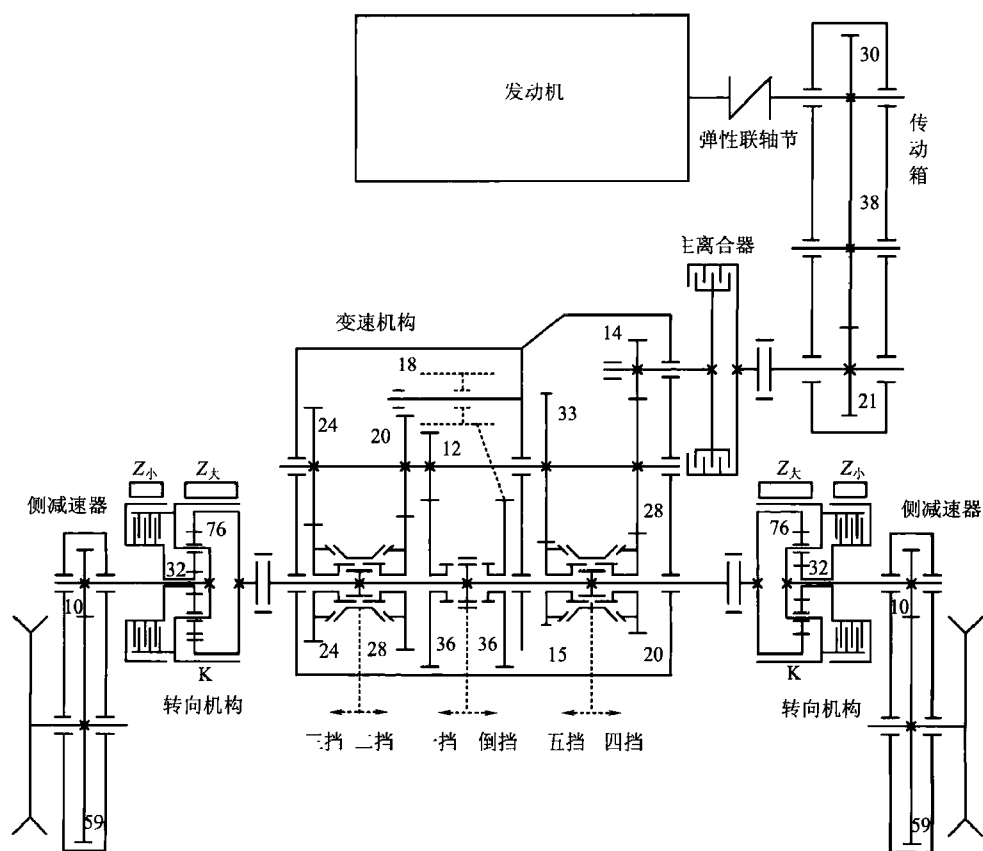 发动机
弹性联轴节
30
传动箱
38
主离合器
21
变速机构
14
18
24
20
12
33
28
Z小
Z大
侧减速器
76
32
10
K
转向机构
59
24
28
36
36
15
20
三挡
二挡
一挡
倒挡
五挡
四挡
Z大
Z小
侧减速器
76
32
10
K
转向机构
59